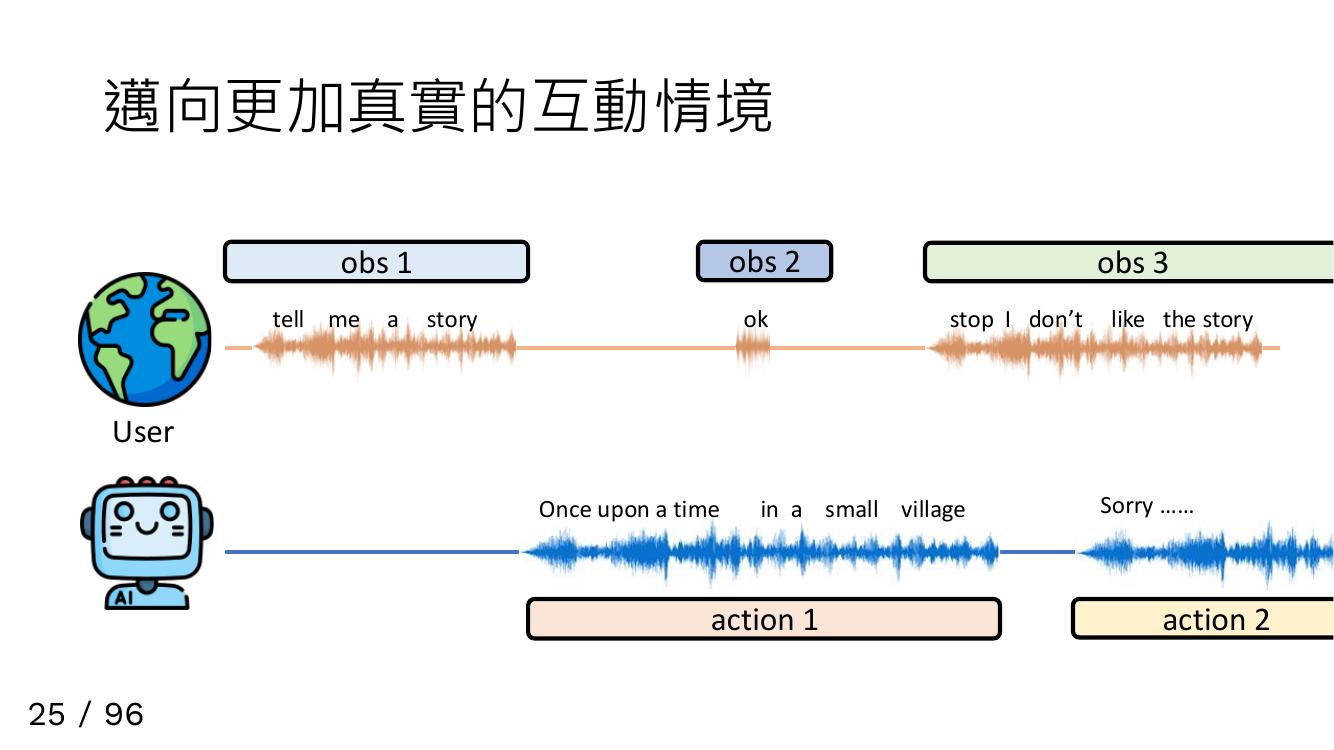 邁向更加真實的互動情境
obs 1
obs 2
obs 3
tell me a story
ok
stop I don’t like the story
User
Once upon a time in a small village
Sorry ……
AI
action 1
action 2
25 / 96